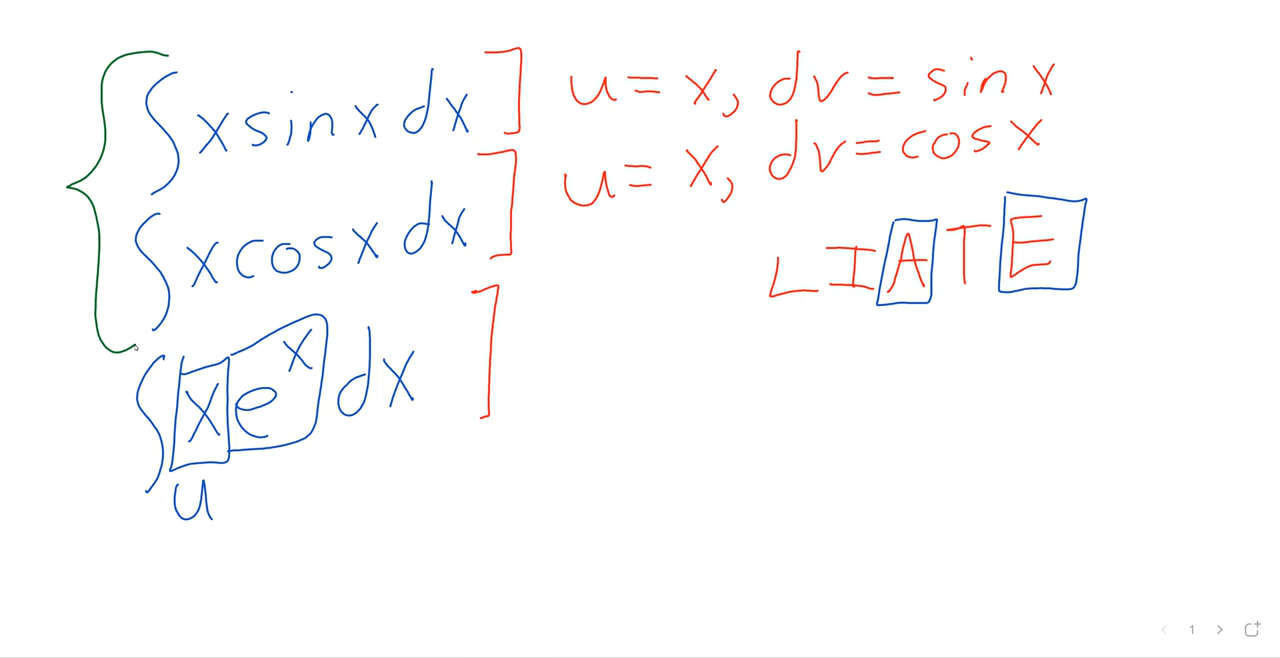 ∫ x sin x dx ] u = x, dv = sin x
∫ x cos x dx ] u = x, dv = cos x
LIATE
∫ x e^x dx ]
u
1